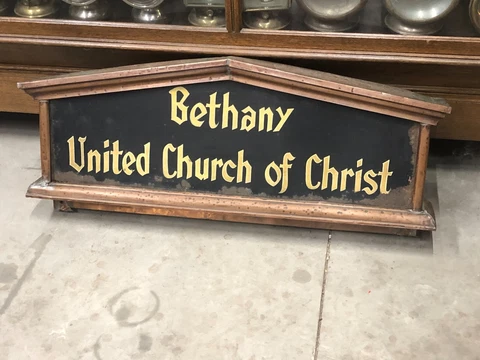 Bethany
United Church of Christ